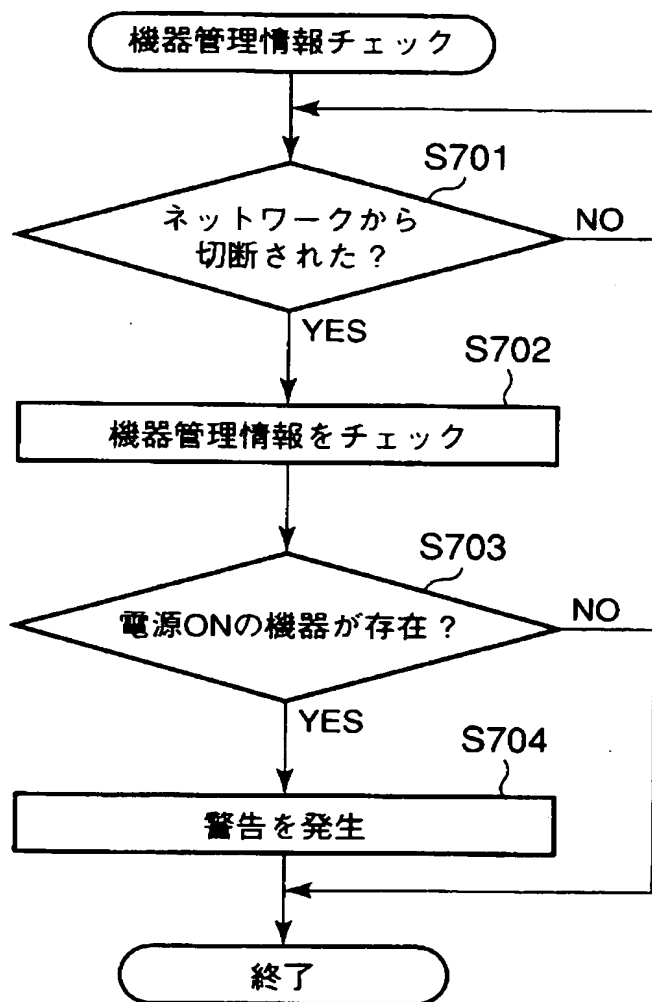 機器管理情報チェック
S701
ネットワークから
切断された？
NO
YES
S702
機器管理情報をチェック
S703
電源ONの機器が存在？
NO
YES
S704
警告を発生
終了